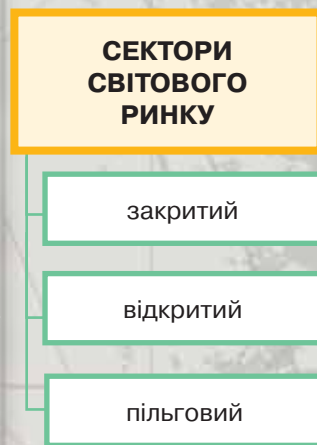 СЕКТОРИ
СВІТОВОГО
РИНКУ
закритий
відкритий
пільговий